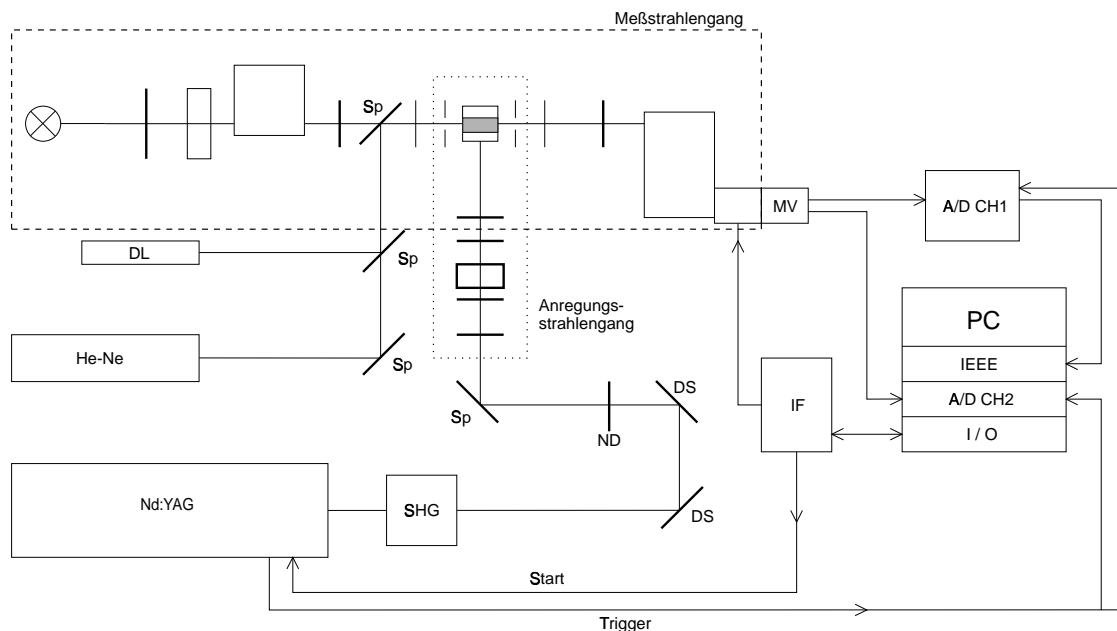 Meßstrahlengang
Sp
MV
A/D CH1
DL
Sp
Anregungs-
strahlengang
PC
He-Ne
Sp
IEEE
A/D CH2
I / O
IF
DS
Sp
ND
Nd:YAG
SHG
DS
Start
Trigger